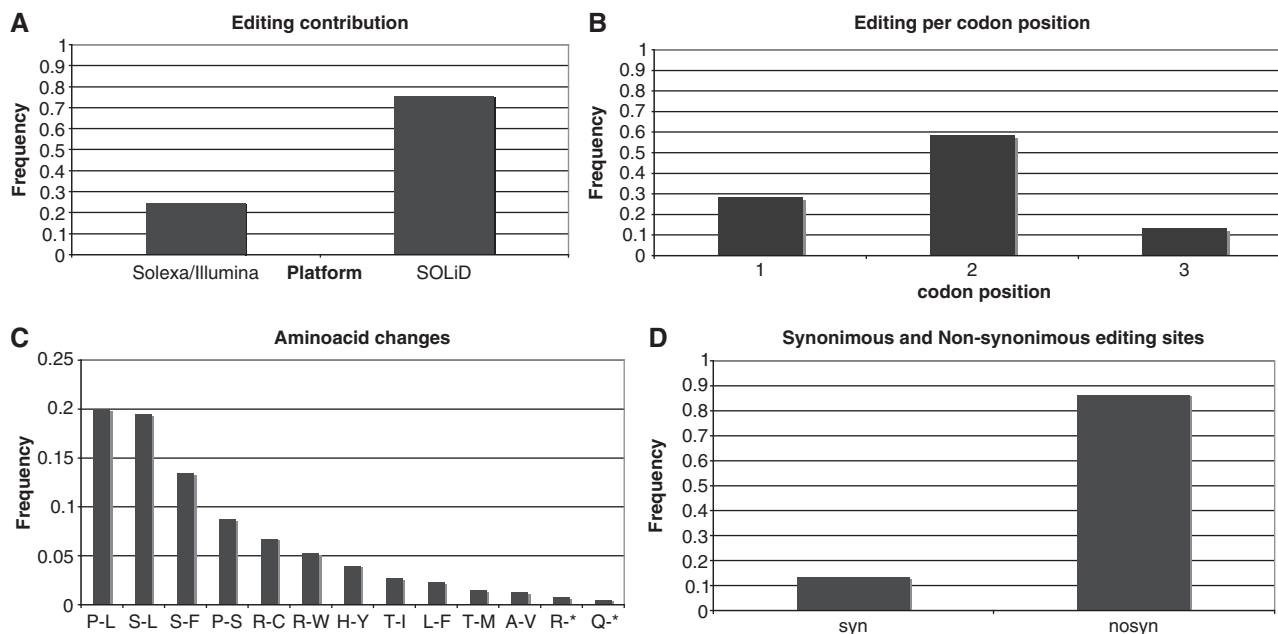 A
Editing contribution
Frequency
1
0.9
0.8
0.7
0.6
0.5
0.4
0.3
0.2
0.1
0
Solexa/Illumina Platform SOLiD
B
Editing per codon position
Frequency
1
0.9
0.8
0.7
0.6
0.5
0.4
0.3
0.2
0.1
0
1 2 3
codon position
C
Aminoacid changes
Frequency
0.25
0.2
0.15
0.1
0.05
0
P-L S-L S-F P-S R-C R-W H-Y T-I L-F T-M A-V R-* Q-*
D
Synonimous and Non-synonimous editing sites
Frequency
1
0.9
0.8
0.7
0.6
0.5
0.4
0.3
0.2
0.1
0
syn nosyn